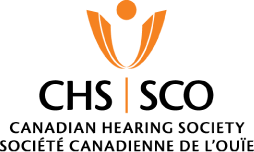 CHS | SCO
CANADIAN HEARING SOCIETY
SOCIÉTÉ CANADIENNE DE L'OUÏE